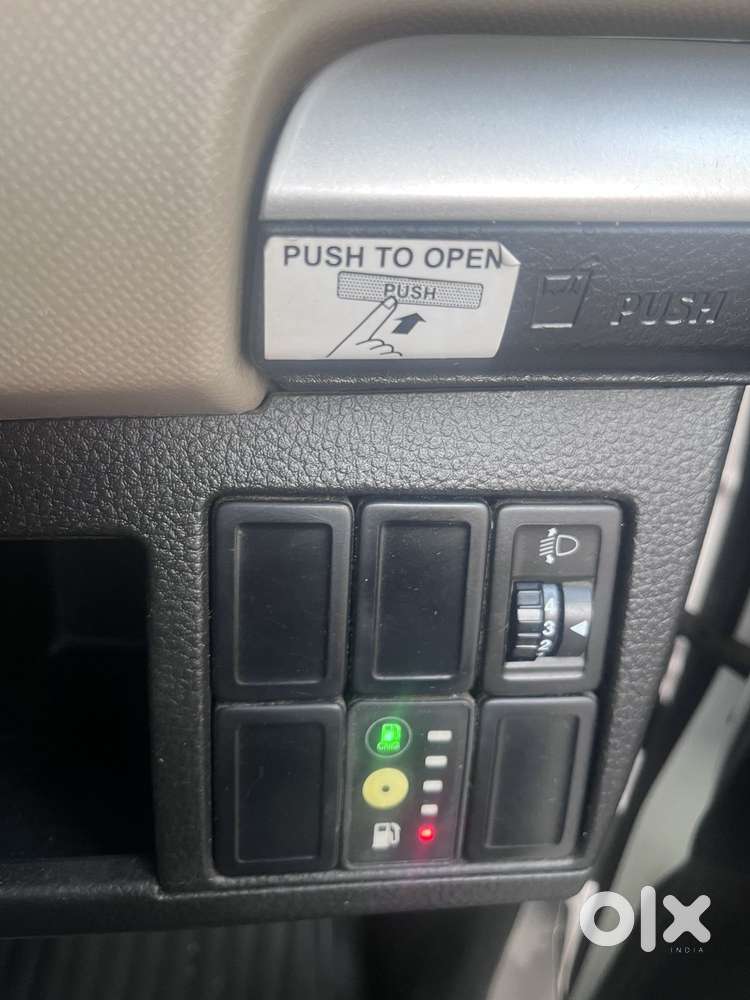 PUSH TO OPEN
PUSH
PUSH
4
3
2
CNG
olx
INDIA